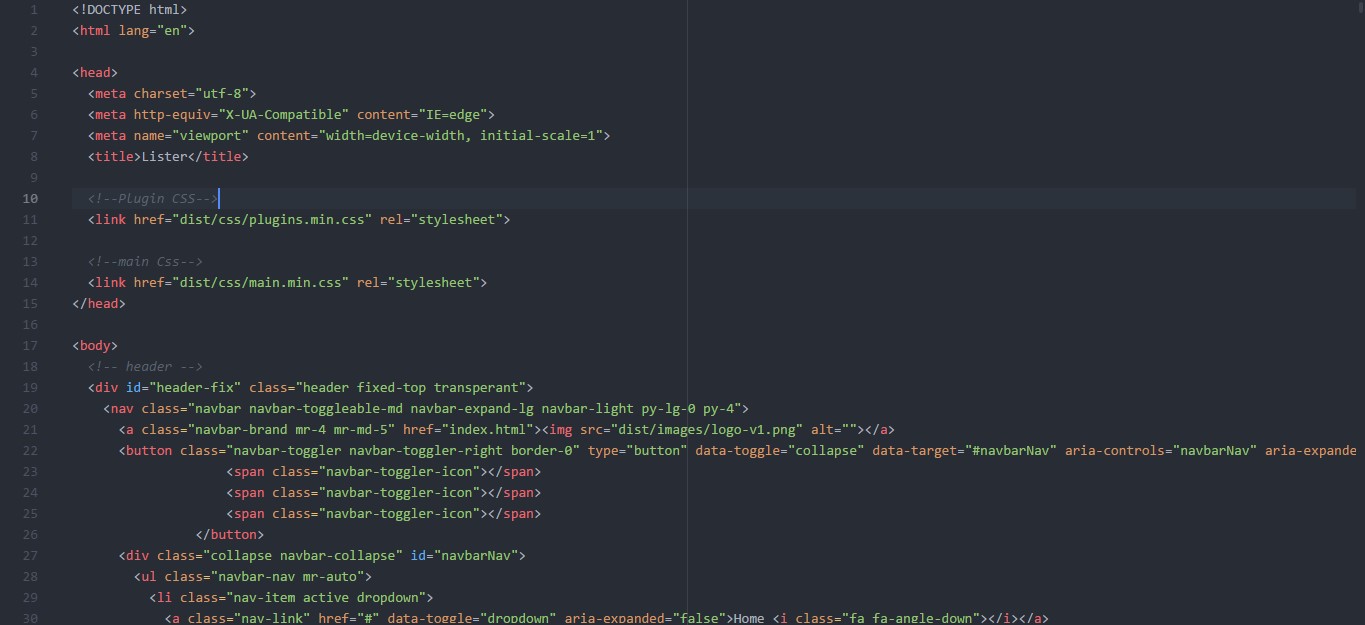 1 <!DOCTYPE html>
2 <html lang="en">
3
4 <head>
5 <meta charset="utf-8">
6 <meta http-equiv="X-UA-Compatible" content="IE=edge">
7 <meta name="viewport" content="width=device-width, initial-scale=1">
8 <title>Lister</title>
9
10 <!--Plugin CSS-->
11 <link href="dist/css/plugins.min.css" rel="stylesheet">
12
13 <!--main Css-->
14 <link href="dist/css/main.min.css" rel="stylesheet">
15 </head>
16
17 <body>
18 <!-- header -->
19 <div id="header-fix" class="header fixed-top transperant">
20 <nav class="navbar navbar-toggleable-md navbar-expand-lg navbar-light py-lg-0 py-4">
21 <a class="navbar-brand mr-4 mr-md-5" href="index.html"><img src="dist/images/logo-v1.png" alt=""></a>
22 <button class="navbar-toggler navbar-toggler-right border-0" type="button" data-toggle="collapse" data-target="#navbarNav" aria-controls="navbarNav" aria-expande
23 <span class="navbar-toggler-icon"></span>
24 <span class="navbar-toggler-icon"></span>
25 <span class="navbar-toggler-icon"></span>
26 </button>
27 <div class="collapse navbar-collapse" id="navbarNav">
28 <ul class="navbar-nav mr-auto">
29 <li class="nav-item active dropdown">
30 <a class="nav-link" href="#" data-toggle="dropdown" aria-expanded="false">Home <i class="fa fa-angle-down"></i></a>